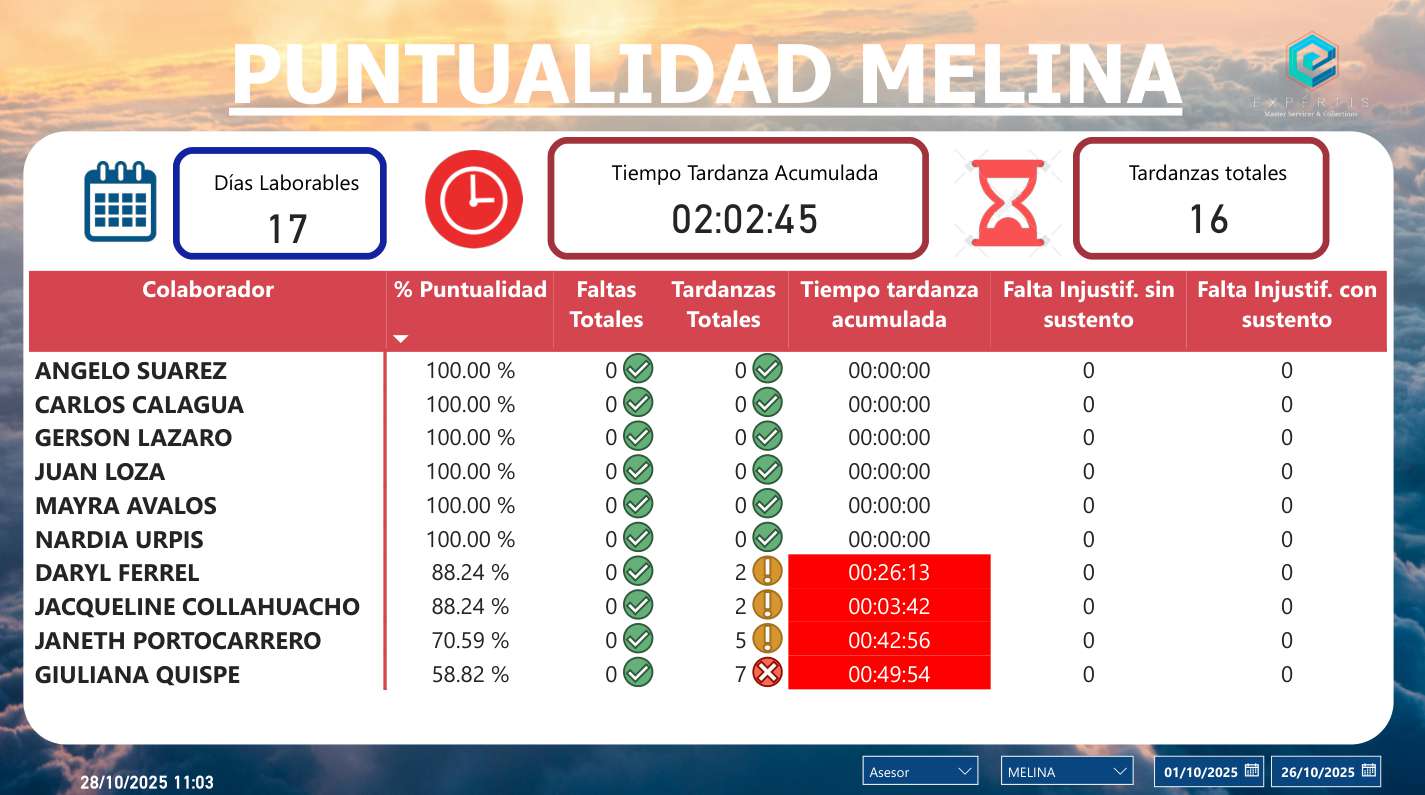 PUNTUALIDAD MELINA
EXPERTIS
Master Servicer & Collections
Días Laborables
17
Tiempo Tardanza Acumulada
02:02:45
Tardanzas totales
16
Colaborador % Puntualidad Faltas Totales Tardanzas Totales Tiempo tardanza acumulada Falta Injustif. sin sustento Falta Injustif. con sustento
ANGELO SUAREZ 100.00 % 0 0 00:00:00 0 0
CARLOS CALAGUA 100.00 % 0 0 00:00:00 0 0
GERSON LAZARO 100.00 % 0 0 00:00:00 0 0
JUAN LOZA 100.00 % 0 0 00:00:00 0 0
MAYRA AVALOS 100.00 % 0 0 00:00:00 0 0
NARDIA URPIS 100.00 % 0 0 00:00:00 0 0
DARYL FERREL 88.24 % 0 2 00:26:13 0 0
JACQUELINE COLLAHUACHO 88.24 % 0 2 00:03:42 0 0
JANETH PORTOCARRERO 70.59 % 0 5 00:42:56 0 0
GIULIANA QUISPE 58.82 % 0 7 00:49:54 0 0
28/10/2025 11:03
Asesor
MELINA
01/10/2025
26/10/2025